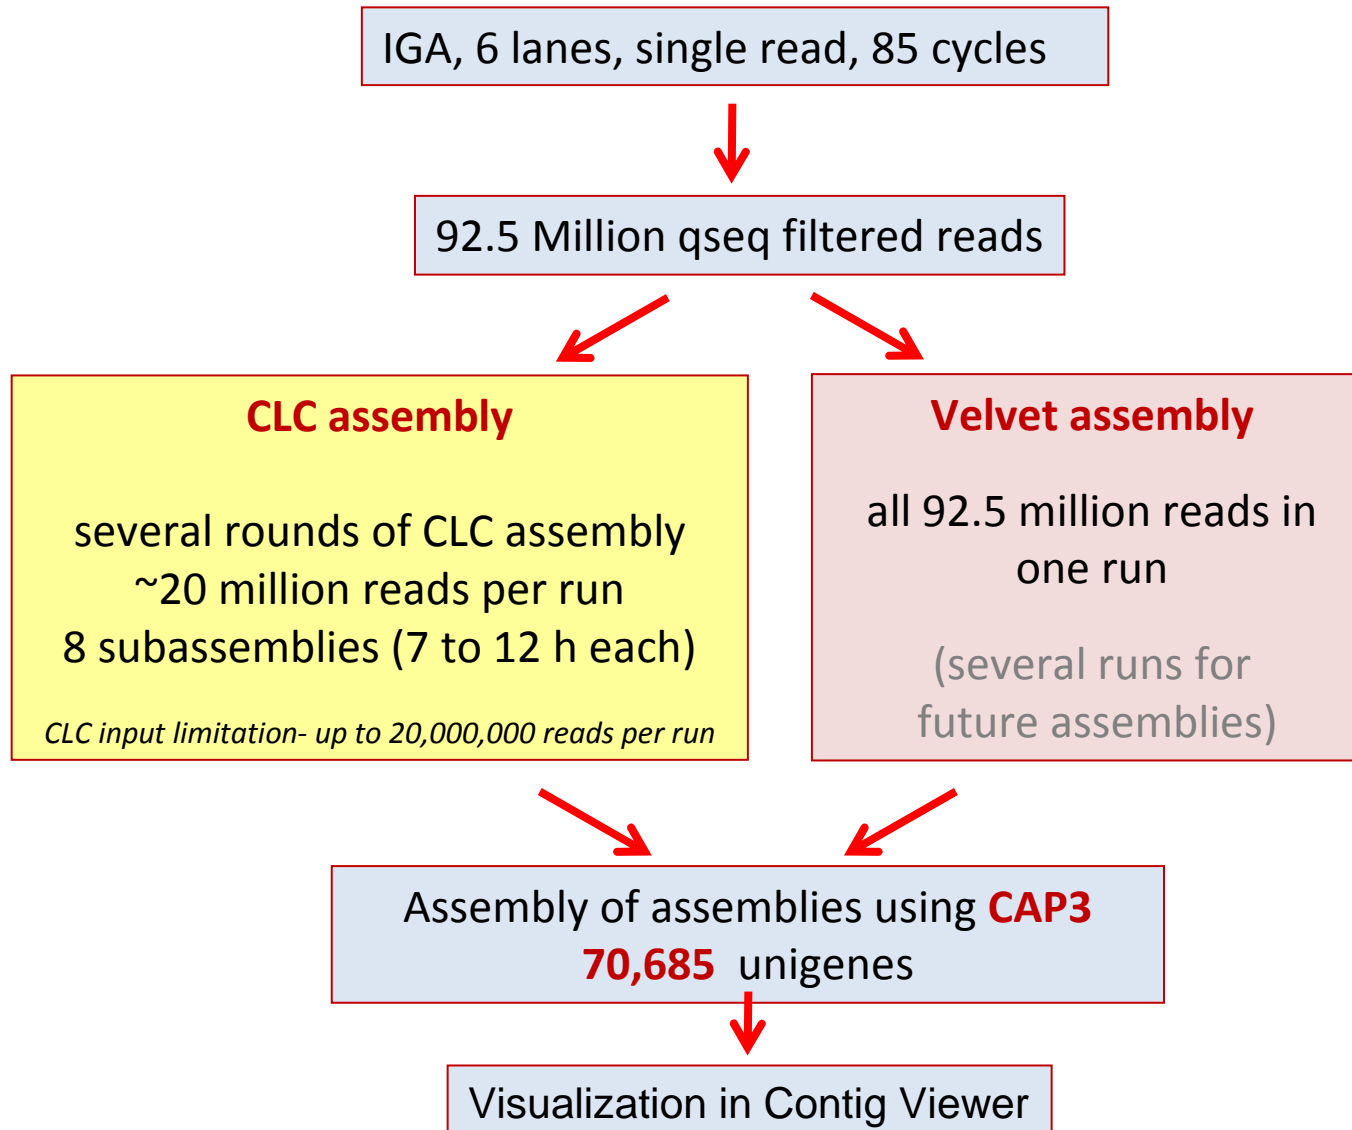 IGA, 6 lanes, single read, 85 cycles
92.5 Million qseq filtered reads
CLC assembly
several rounds of CLC assembly
~20 million reads per run
8 subassemblies (7 to 12 h each)
CLC input limitation- up to 20,000,000 reads per run
Velvet assembly
all 92.5 million reads in
one run
(several runs for
future assemblies)
Assembly of assemblies using CAP3
70,685 unigenes
Visualization in Contig Viewer